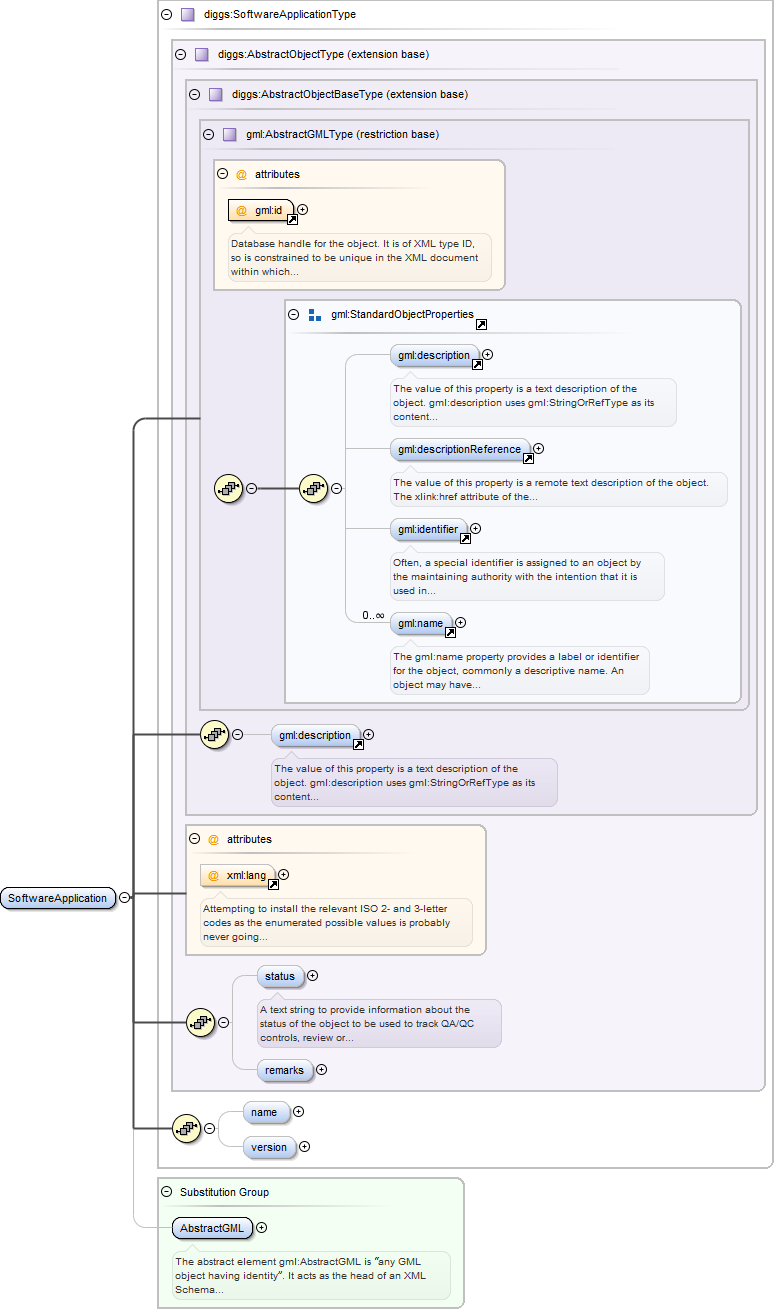 diggs:SoftwareApplicationType
diggs:AbstractObjectType (extension base)
diggs:AbstractObjectBaseType (extension base)
gml:AbstractGMLType (restriction base)
@ attributes
@ gml:id
Database handle for the object. It is of XML type ID,
so is constrained to be unique in the XML document
within which...
gml:StandardObjectProperties
gml:description
The value of this property is a text description of the
object. gml:description uses gml:StringOrRefType as its
content...
gml:descriptionReference
The value of this property is a remote text description of the object.
The xlink:href attribute of the...
gml:identifier
Often, a special identifier is assigned to an object by
the maintaining authority with the intention that it is
used in...
0..∞
gml:name
The gml:name property provides a label or identifier
for the object, commonly a descriptive name. An
object may have...
gml:description
The value of this property is a text description of the
object. gml:description uses gml:StringOrRefType as its
content...
@ attributes
@ xml:lang
Attempting to install the relevant ISO 2- and 3-letter
codes as the enumerated possible values is probably
never going...
SoftwareApplication
status
A text string to provide information about the
status of the object to be used to track QA/QC
controls, review or...
remarks
name
version
Substitution Group
AbstractGML
The abstract element gml:AbstractGML is "any GML
object having identity". It acts as the head of an XML
Schema...